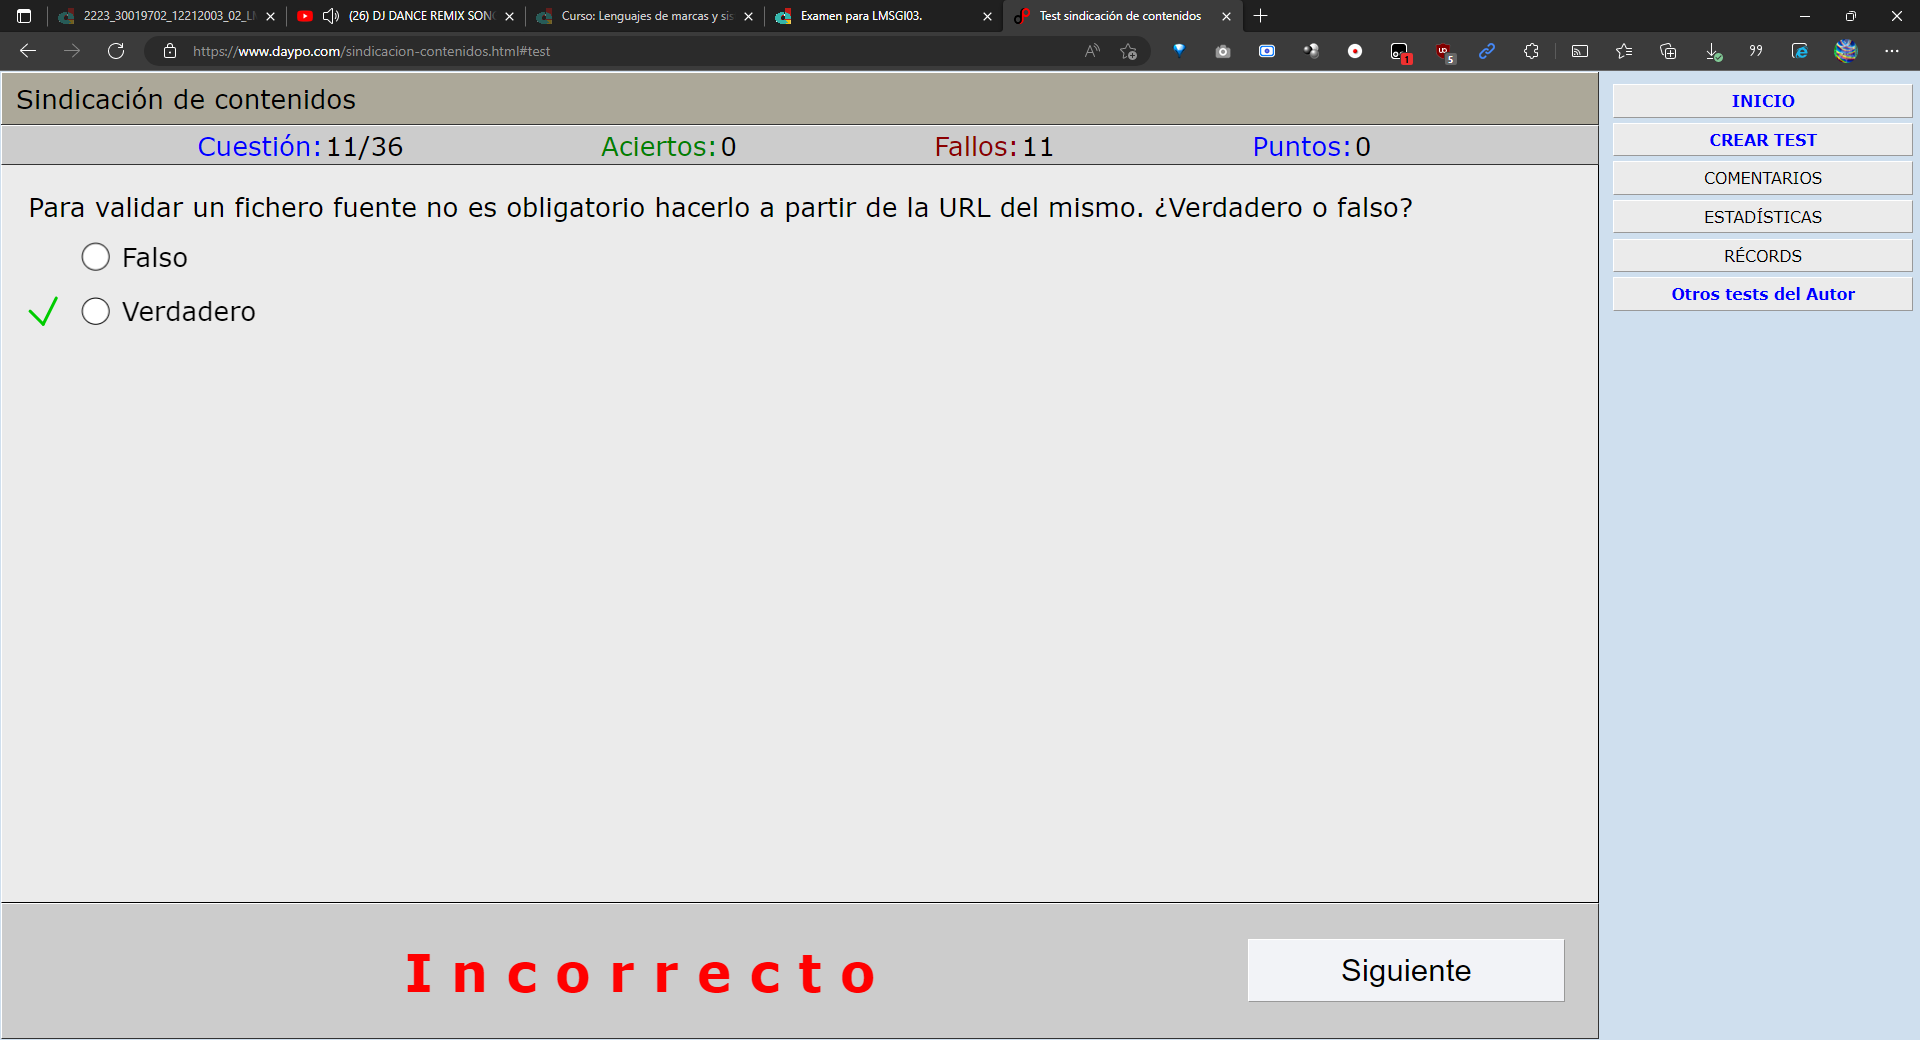 2223_30019702_12212003_02_L
(26) DJ DANCE REMIX SON
Curso: Lenguajes de marcas y sis
Examen para LMSGI03.
Test sindicación de contenidos
https://www.daypo.com/sindicacion-contenidos.html#test
1
5
Sindicación de contenidos
Cuestión: 11/36 Aciertos: 0 Fallos: 11 Puntos: 0
Para validar un fichero fuente no es obligatorio hacerlo a partir de la URL del mismo. ¿Verdadero o falso?
Falso
Verdadero
Incorrecto
Siguiente
INICIO
CREAR TEST
COMENTARIOS
ESTADÍSTICAS
RÉCORDS
Otros tests del Autor